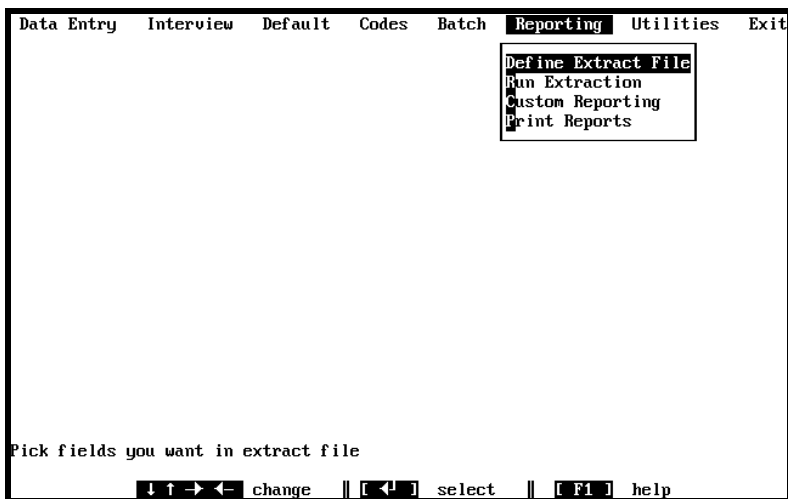 Data Entry Interview Default Codes Batch Reporting Utilities Exit
Define Extract File
Run Extraction
Custom Reporting
Print Reports
Pick fields you want in extract file
↓ ↑ → ← change ‖ [ ↵ ] select ‖ [ F1 ] help